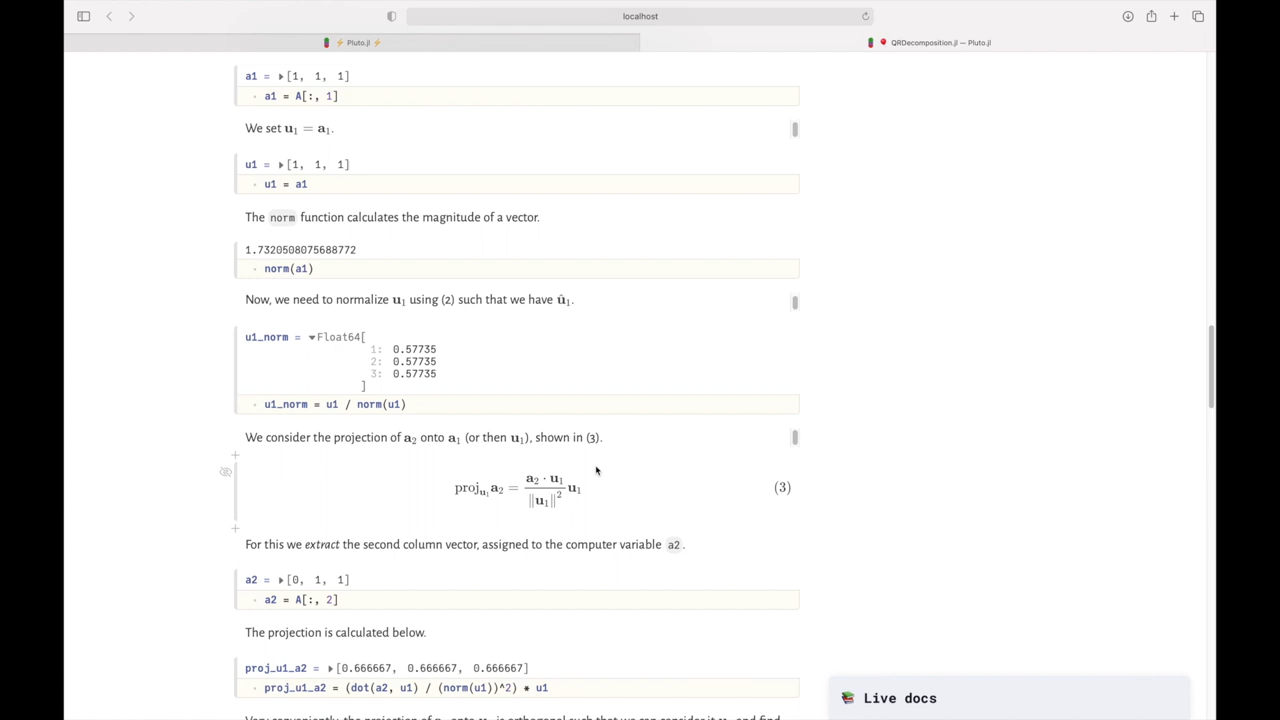 localhost
⚡ Pluto.jl ⚡
QRDecomposition.jl — Pluto.jl
a1 = ▶[1, 1, 1]
a1 = A[:, 1]
We set u₁ = a₁.
u1 = ▶[1, 1, 1]
u1 = a1
The norm function calculates the magnitude of a vector.
1.7320508075688772
norm(a1)
Now, we need to normalize u₁ using (2) such that we have û₁.
u1_norm = ▼Float64[
1: 0.57735
2: 0.57735
3: 0.57735
]
u1_norm = u1 / norm(u1)
We consider the projection of a₂ onto a₁ (or then u₁), shown in (3).
proj_u₁ a₂ = (a₂ · u₁ / ‖u₁‖²) u₁ (3)
For this we extract the second column vector, assigned to the computer variable a2.
a2 = ▶[0, 1, 1]
a2 = A[:, 2]
The projection is calculated below.
proj_u1_a2 = ▶[0.666667, 0.666667, 0.666667]
proj_u1_a2 = (dot(a2, u1) / (norm(u1))^2) * u1
Live docs